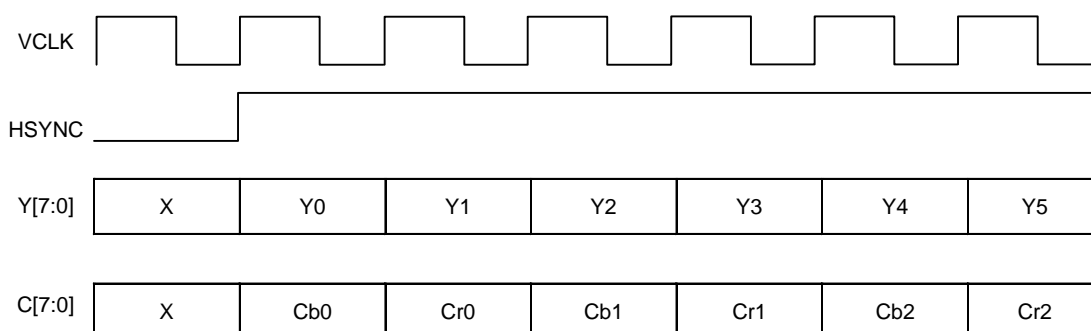 VCLK
HSYNC
Y[7:0] X Y0 Y1 Y2 Y3 Y4 Y5
C[7:0] X Cb0 Cr0 Cb1 Cr1 Cb2 Cr2